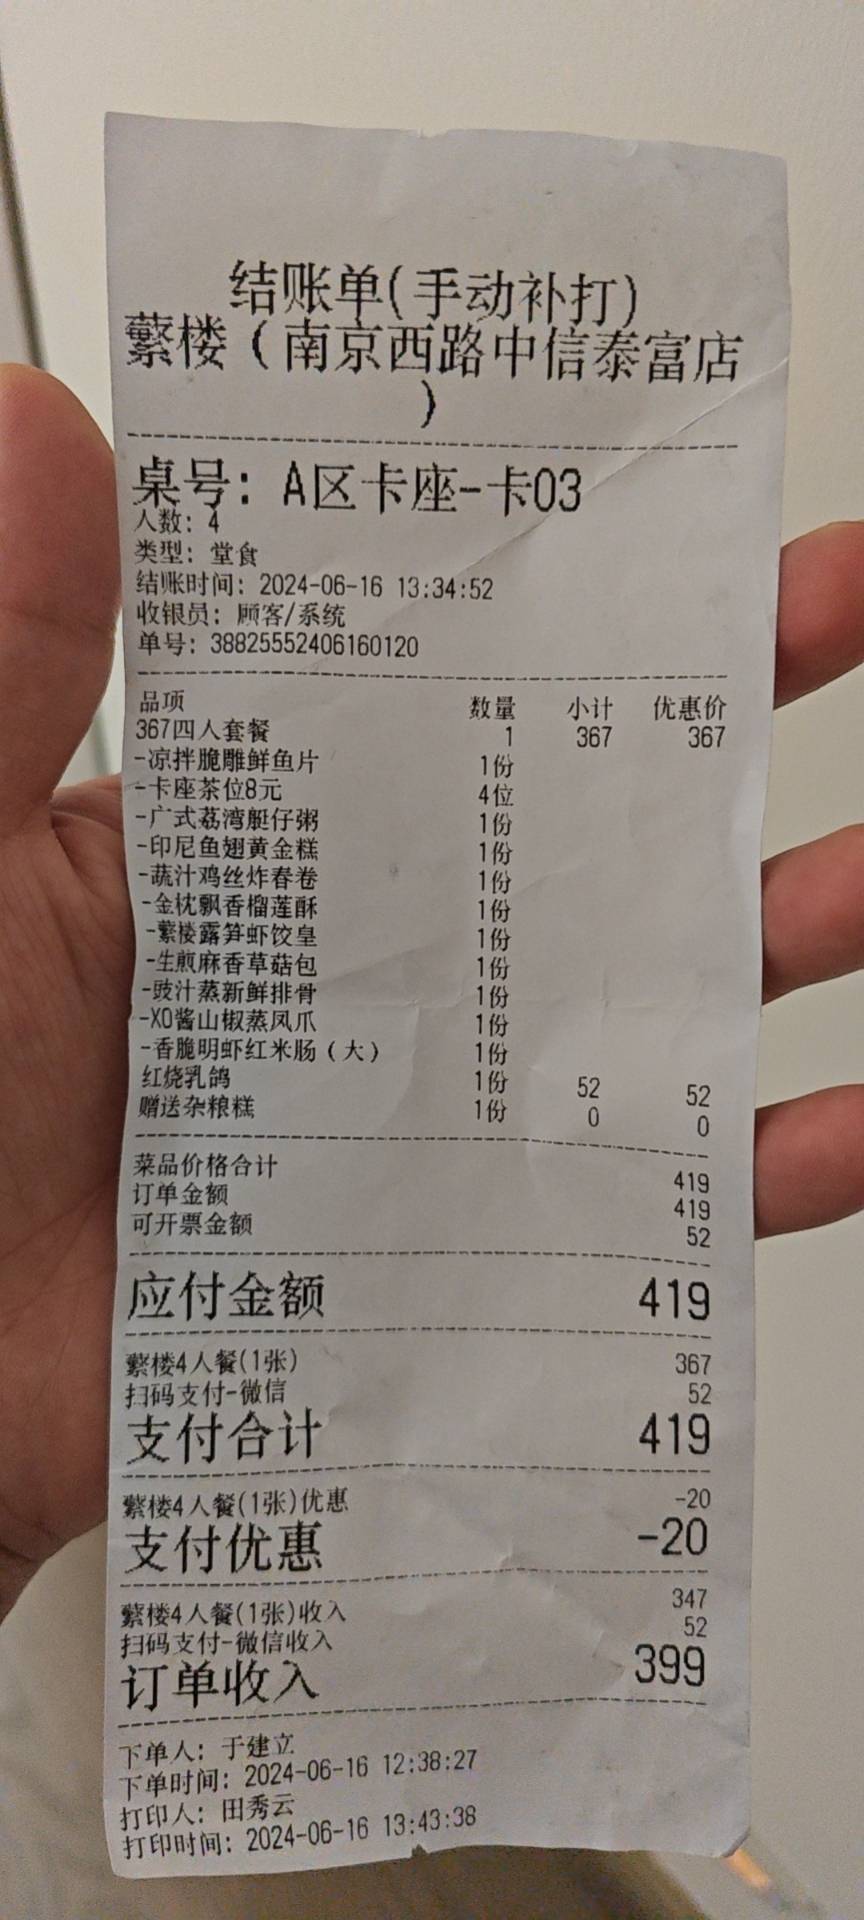 结账单(手动补打)
蘩楼（南京西路中信泰富店
）
桌号: A区卡座-卡03
人数: 4
类型: 堂食
结账时间: 2024-06-16 13:34:52
收银员: 顾客/系统
单号: 388255552406160120
品项 数量 小计 优惠价
367四人套餐 1 367 367
-凉拌脆雕鲜鱼片 1份
-卡座茶位8元 4位
-广式荔湾艇仔粥 1份
-印尼鱼翅黄金糕 1份
-蔬汁鸡丝炸春卷 1份
-金枕飘香榴莲酥 1份
-蘩楼露笋虾饺皇 1份
-生煎麻香草菇包 1份
-豉汁蒸新鲜排骨 1份
-XO酱山椒蒸凤爪 1份
-香脆明虾红米肠（大） 1份
红烧乳鸽 1份 52 52
赠送杂粮糕 1份 0 0
菜品价格合计 419
订单金额 419
可开票金额 52
应付金额 419
蘩楼4人餐(1张) 367
扫码支付-微信 52
支付合计 419
蘩楼4人餐(1张)优惠 -20
支付优惠 -20
蘩楼4人餐(1张)收入 347
扫码支付-微信收入 52
订单收入 399
下单人: 于建立
下单时间: 2024-06-16 12:38:27
打印人: 田秀云
打印时间: 2024-06-16 13:43:38